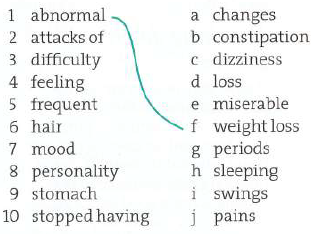 1 abnormal
2 attacks of
3 difficulty
4 feeling
5 frequent
6 hair
7 mood
8 personality
9 stomach
10 stopped having
a changes
b constipation
c dizziness
d loss
e miserable
f weight loss
g periods
h sleeping
i swings
j pains